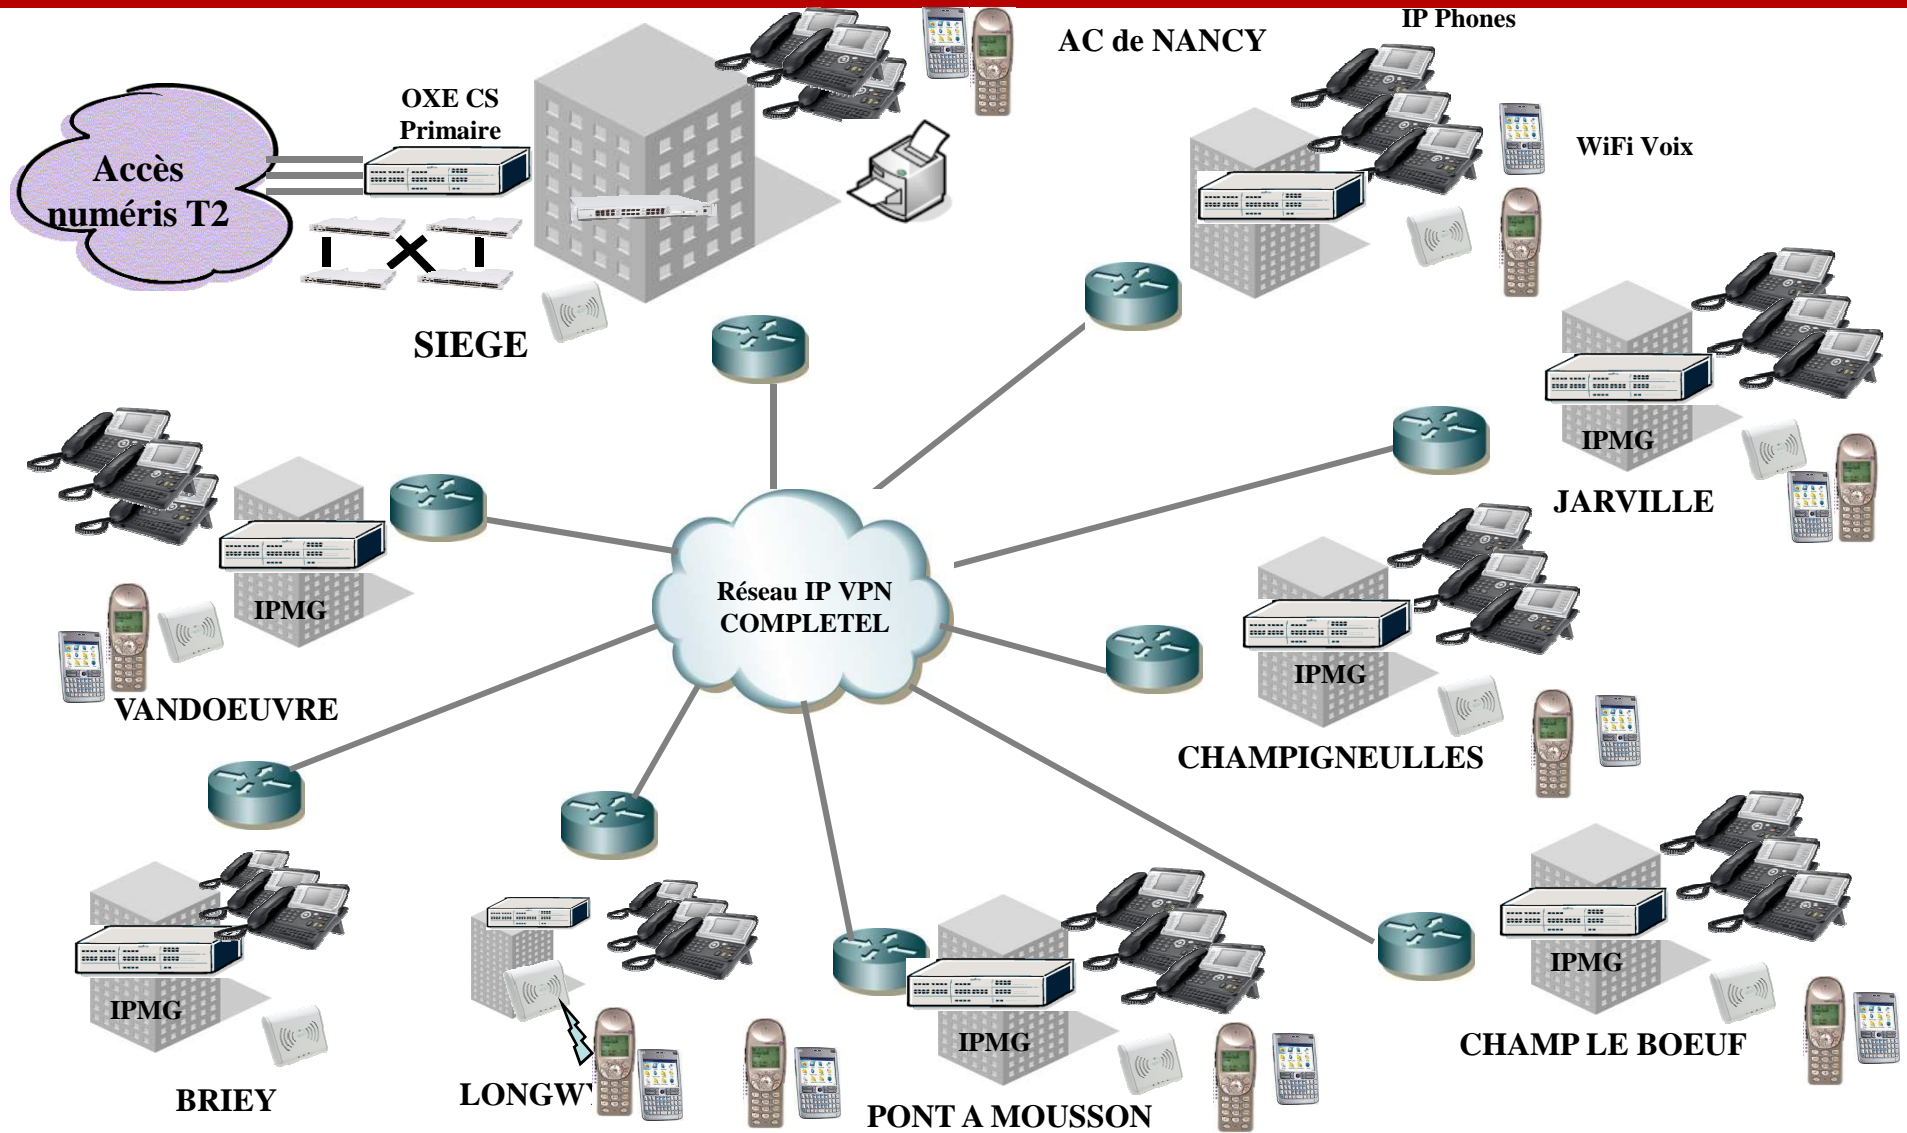 IP Phones
AC de NANCY
OXE CS
Primaire
WiFi Voix
Accès
numéris T2
SIEGE
IPMG
JARVILLE
Réseau IP VPN
COMPLETEL
IPMG
VANDOEUVRE
IPMG
CHAMPIGNEULLES
IPMG
BRIEY
LONGWY
IPMG
PONT A MOUSSON
IPMG
CHAMP LE BOEUF